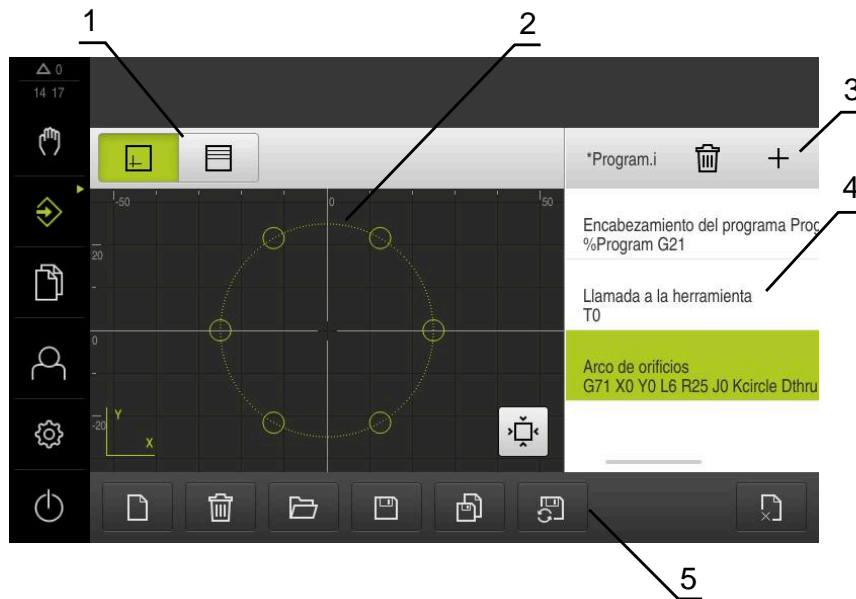 1
2
3
4
5
0
14 17
*Program.i
-50
0
50
20
0
-20
Y
X
Encabezamiento del programa Prog
%Program G21
Llamada a la herramienta
T0
Arco de orificios
G71 X0 Y0 L6 R25 J0 Kcircle Dthru